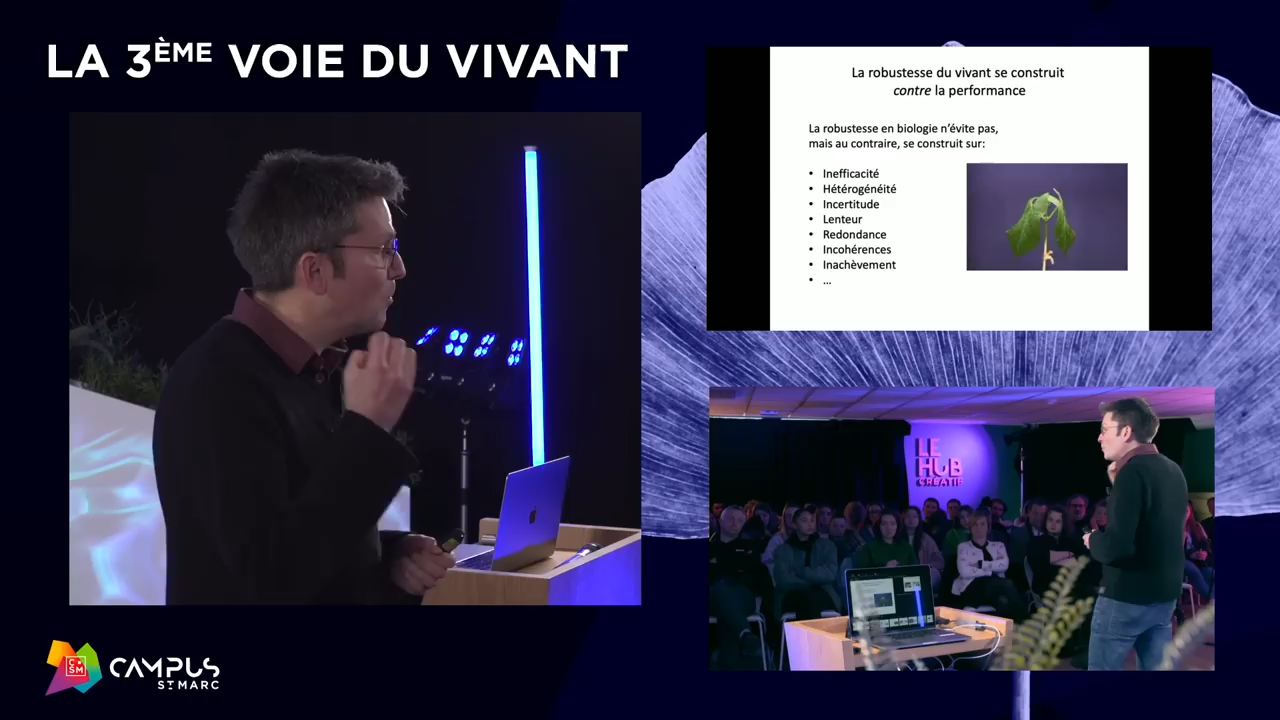 LA 3ÈME VOIE DU VIVANT
La robustesse du vivant se construit
contre la performance
La robustesse en biologie n'évite pas,
mais au contraire, se construit sur:
• Inefficacité
• Hétérogénéité
• Incertitude
• Lenteur
• Redondance
• Incohérences
• Inachèvement
• ...
LE
HUB
CREATIF
C
SM
CAMPUS
ST MARC